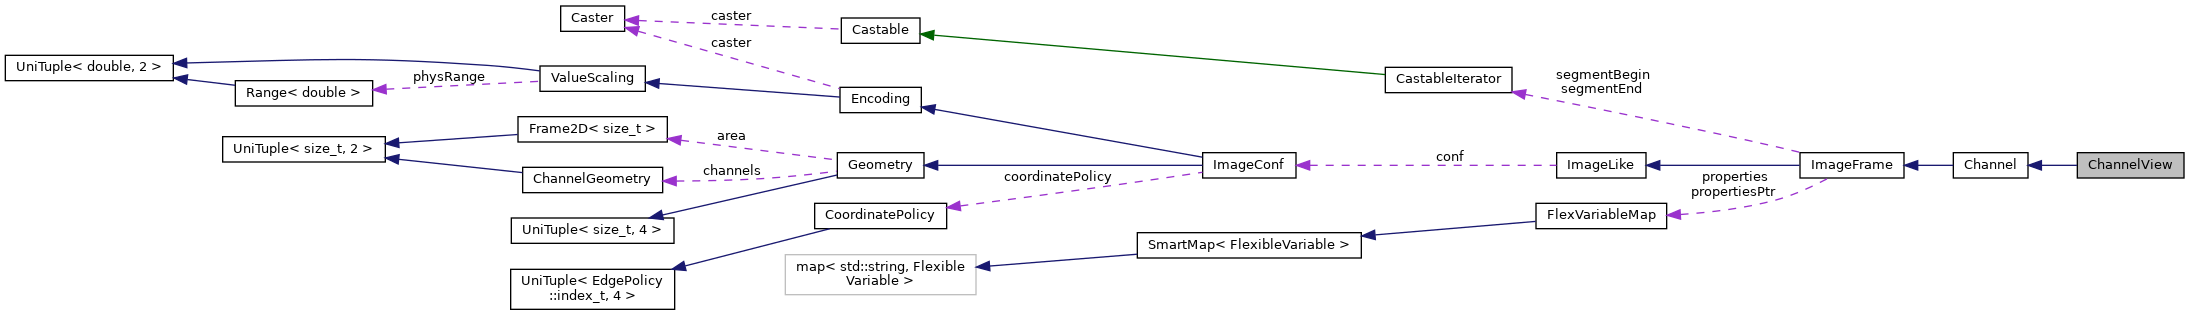 Caster
caster
Castable
caster
UniTuple< double, 2 >
physRange
ValueScaling
Range< double >
Encoding
CastableIterator
segmentBegin
segmentEnd
Frame2D< size_t >
area
UniTuple< size_t, 2 >
ChannelGeometry
channels
Geometry
ImageConf
conf
ImageLike
ImageFrame
Channel
ChannelView
coordinatePolicy
properties
propertiesPtr
UniTuple< size_t, 4 >
CoordinatePolicy
FlexVariableMap
SmartMap< FlexibleVariable >
map< std::string, Flexible
Variable >
UniTuple< EdgePolicy
::index_t, 4 >